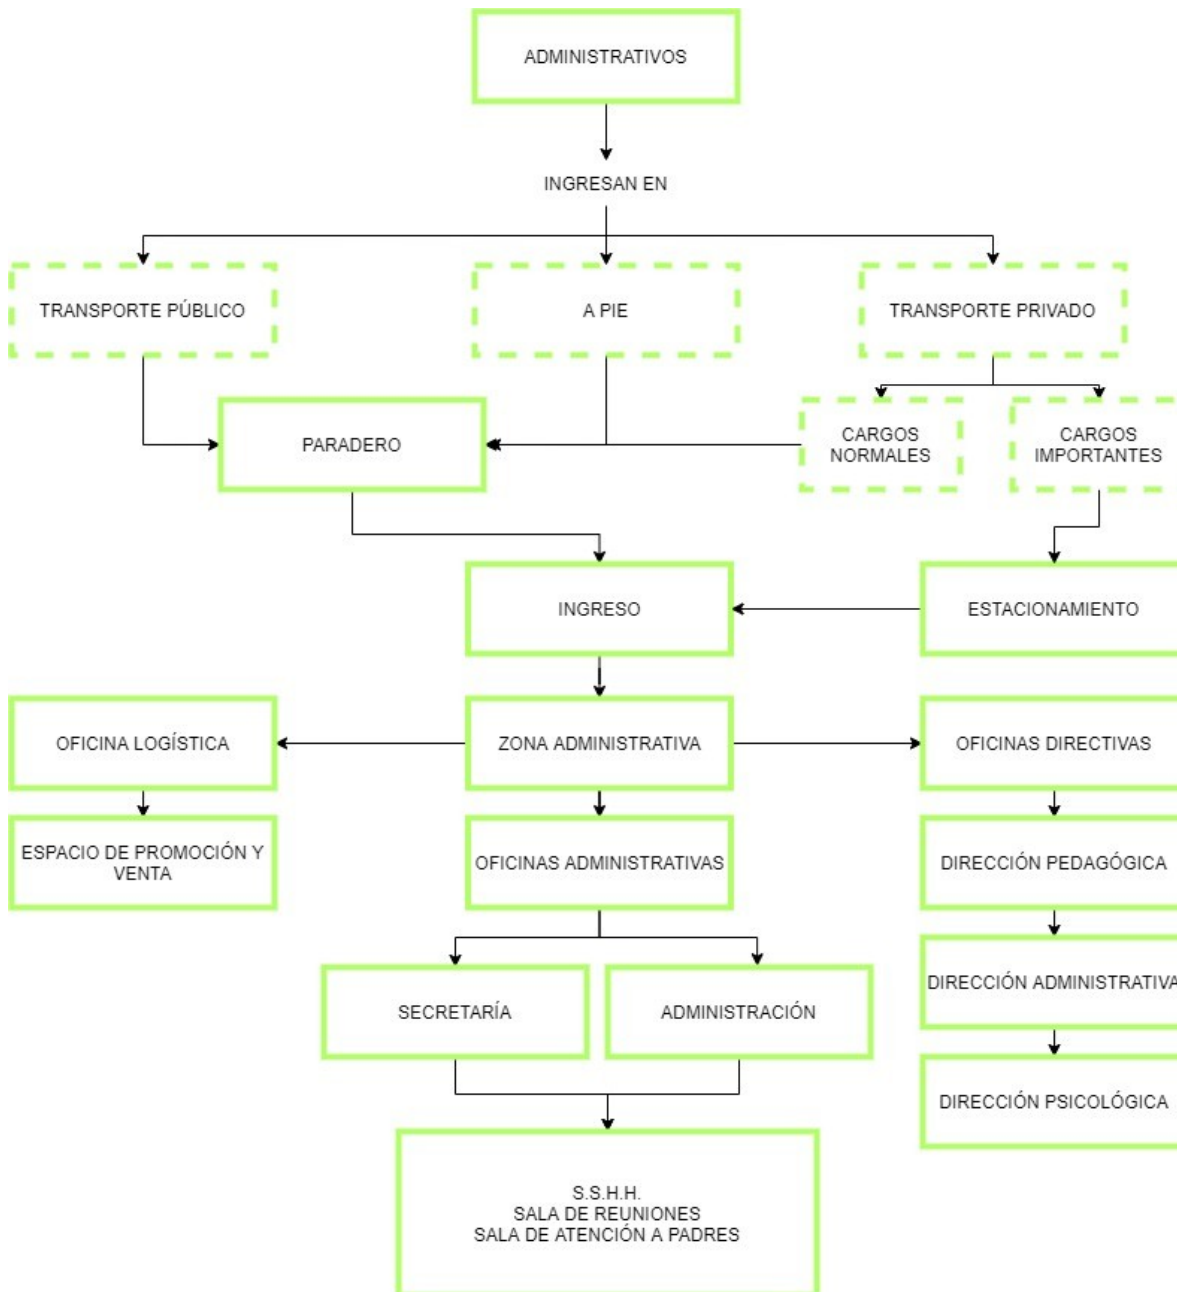 ADMINISTRATIVOS
INGRESAN EN
TRANSPORTE PÚBLICO
A PIE
TRANSPORTE PRIVADO
PARADERO
CARGOS
NORMALES
CARGOS
IMPORTANTES
INGRESO
ESTACIONAMIENTO
OFICINA LOGÍSTICA
ZONA ADMINISTRATIVA
OFICINAS DIRECTIVAS
ESPACIO DE PROMOCIÓN Y
VENTA
OFICINAS ADMINISTRATIVAS
DIRECCIÓN PEDAGÓGICA
SECRETARÍA
ADMINISTRACIÓN
DIRECCIÓN ADMINISTRATIVA
DIRECCIÓN PSICOLÓGICA
S.S.H.H.
SALA DE REUNIONES
SALA DE ATENCIÓN A PADRES